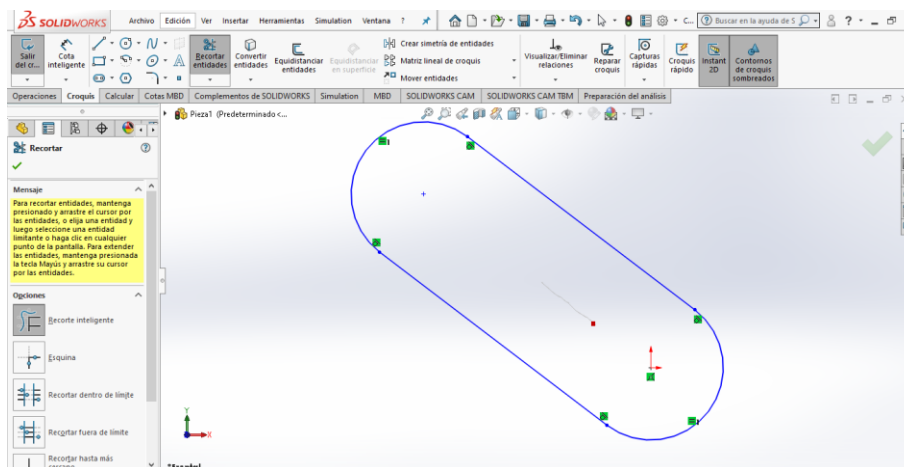 SOLIDWORKS
Archivo Edición Ver Insertar Herramientas Simulation Ventana ?
C...
Buscar en la ayuda de S
Salir del cr...
Cota inteligente
Recortar entidades
Convertir entidades
Equidistanciar entidades
Equidistanciar en superficie
Crear simetría de entidades
Matriz lineal de croquis
Mover entidades
Visualizar/Eliminar relaciones
Reparar croquis
Capturas rápidas
Croquis rápido
Instant 2D
Contornos de croquis sombreados
Operaciones Croquis Calcular Cotas MBD Complementos de SOLIDWORKS Simulation MBD SOLIDWORKS CAM SOLIDWORKS CAM TBM Preparación del análisis
Pieza1 (Predeterminado <...
Recortar
Mensaje
Para recortar entidades, mantenga
presionado y arrastre el cursor por
las entidades, o elija una entidad y
luego seleccione una entidad
limitante o haga clic en cualquier
punto de la pantalla. Para extender
las entidades, mantenga presionada
la tecla Mayús y arrastre su cursor
por las entidades.
Opciones
Recorte inteligente
Esquina
Recortar dentro de límite
Recortar fuera de límite
Recortar hasta más
Y
X